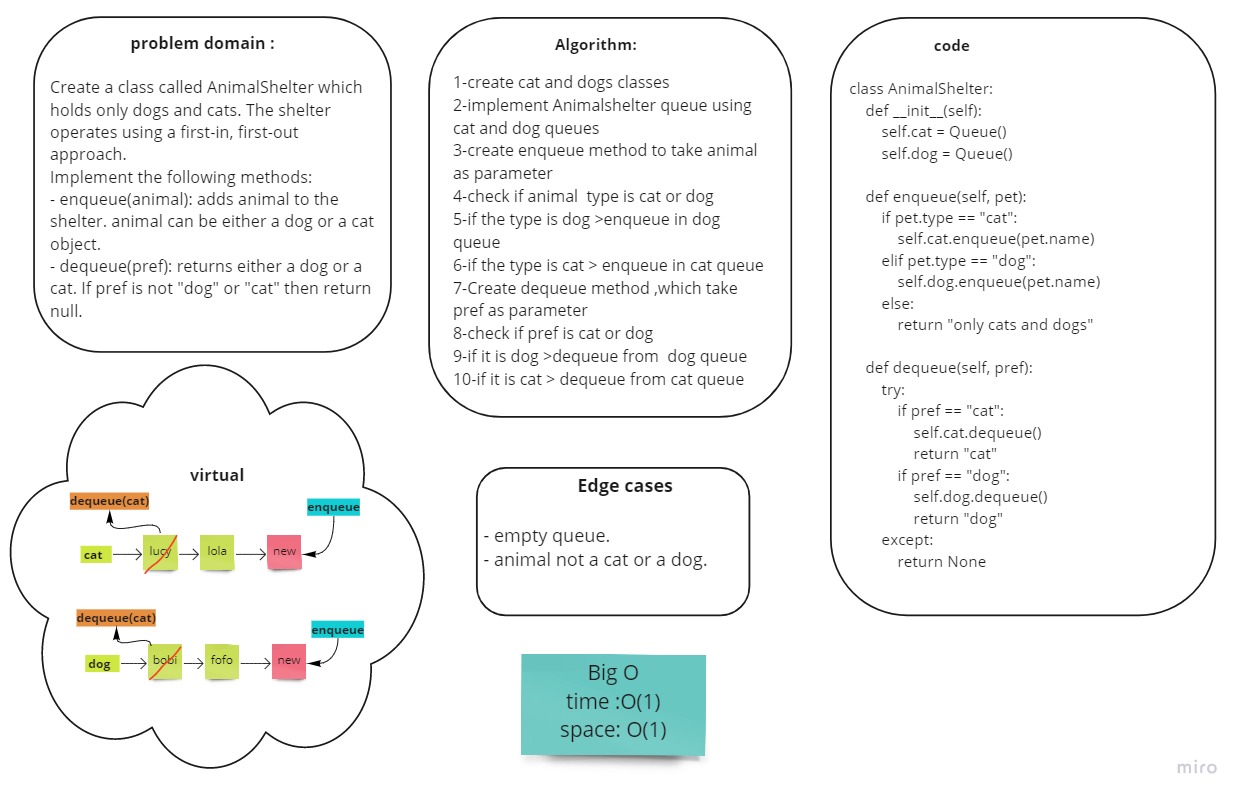 problem domain :
Create a class called AnimalShelter which
holds only dogs and cats. The shelter
operates using a first-in, first-out
approach.
Implement the following methods:
- enqueue(animal): adds animal to the
shelter. animal can be either a dog or a cat
object.
- dequeue(pref): returns either a dog or a
cat. If pref is not "dog" or "cat" then return
null.
Algorithm:
1-create cat and dogs classes
2-implement Animalshelter queue using
cat and dog queues
3-create enqueue method to take animal
as parameter
4-check if animal  type is cat or dog
5-if the type is dog >enqueue in dog
queue
6-if the type is cat > enqueue in cat queue
7-Create dequeue method ,which take
pref as parameter
8-check if pref is cat or dog
9-if it is dog >dequeue from  dog queue
10-if it is cat > dequeue from cat queue
code
class AnimalShelter:
    def __init__(self):
        self.cat = Queue()
        self.dog = Queue()
    def enqueue(self, pet):
        if pet.type == "cat":
            self.cat.enqueue(pet.name)
        elif pet.type == "dog":
            self.dog.enqueue(pet.name)
        else:
            return "only cats and dogs"
    def dequeue(self, pref):
        try:
            if pref == "cat":
                self.cat.dequeue()
                return "cat"
            if pref == "dog":
                self.dog.dequeue()
                return "dog"
        except:
            return None
virtual
dequeue(cat)
enqueue
cat
lucy
lola
new
dequeue(cat)
enqueue
dog
bobi
fofo
new
Edge cases
- empty queue.
- animal not a cat or a dog.
Big O
time :O(1)
space: O(1)
miro